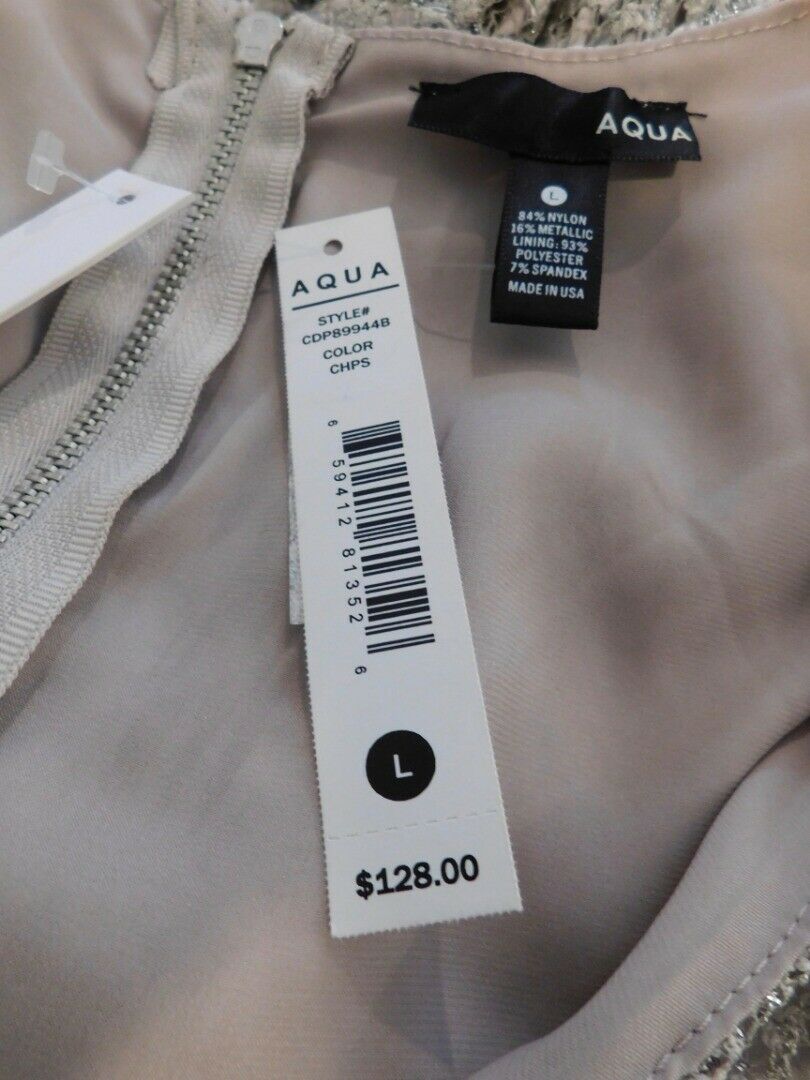 AQUA
L
84% NYLON
16% METALLIC
LINING: 93%
POLYESTER
7% SPANDEX
MADE IN USA
AQUA
STYLE#
CDP89944B
COLOR
CHPS
6 59412 81352 6
L
$128.00